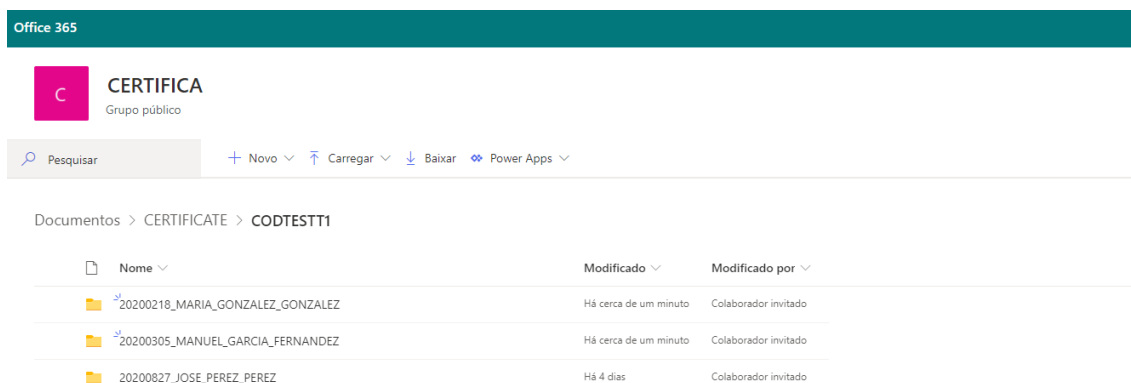 Office 365
C
CERTIFICA
Grupo público
Pesquisar Novo Carregar Baixar Power Apps
Documentos > CERTIFICATE > CODTESTT1
Nome Modificado Modificado por
20200218_MARIA_GONZALEZ_GONZALEZ Há cerca de um minuto Colaborador invitado
20200305_MANUEL_GARCIA_FERNANDEZ Há cerca de um minuto Colaborador invitado
20200827_JOSE_PEREZ_PEREZ Há 4 dias Colaborador invitado